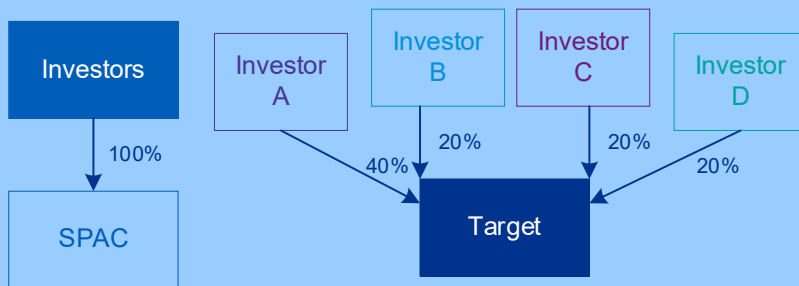 Investors
100%
SPAC
Investor
A
Investor
B
Investor
C
Investor
D
40%
20%
20%
20%
Target